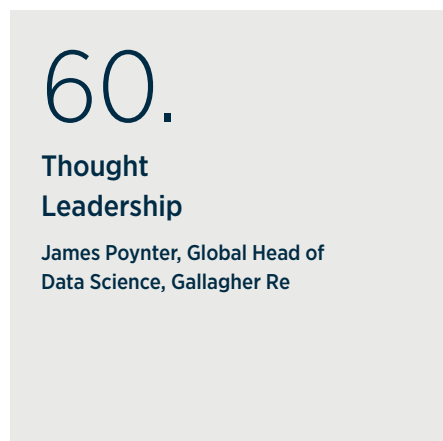 60.
Thought
Leadership
James Poynter, Global Head of
Data Science, Gallagher Re